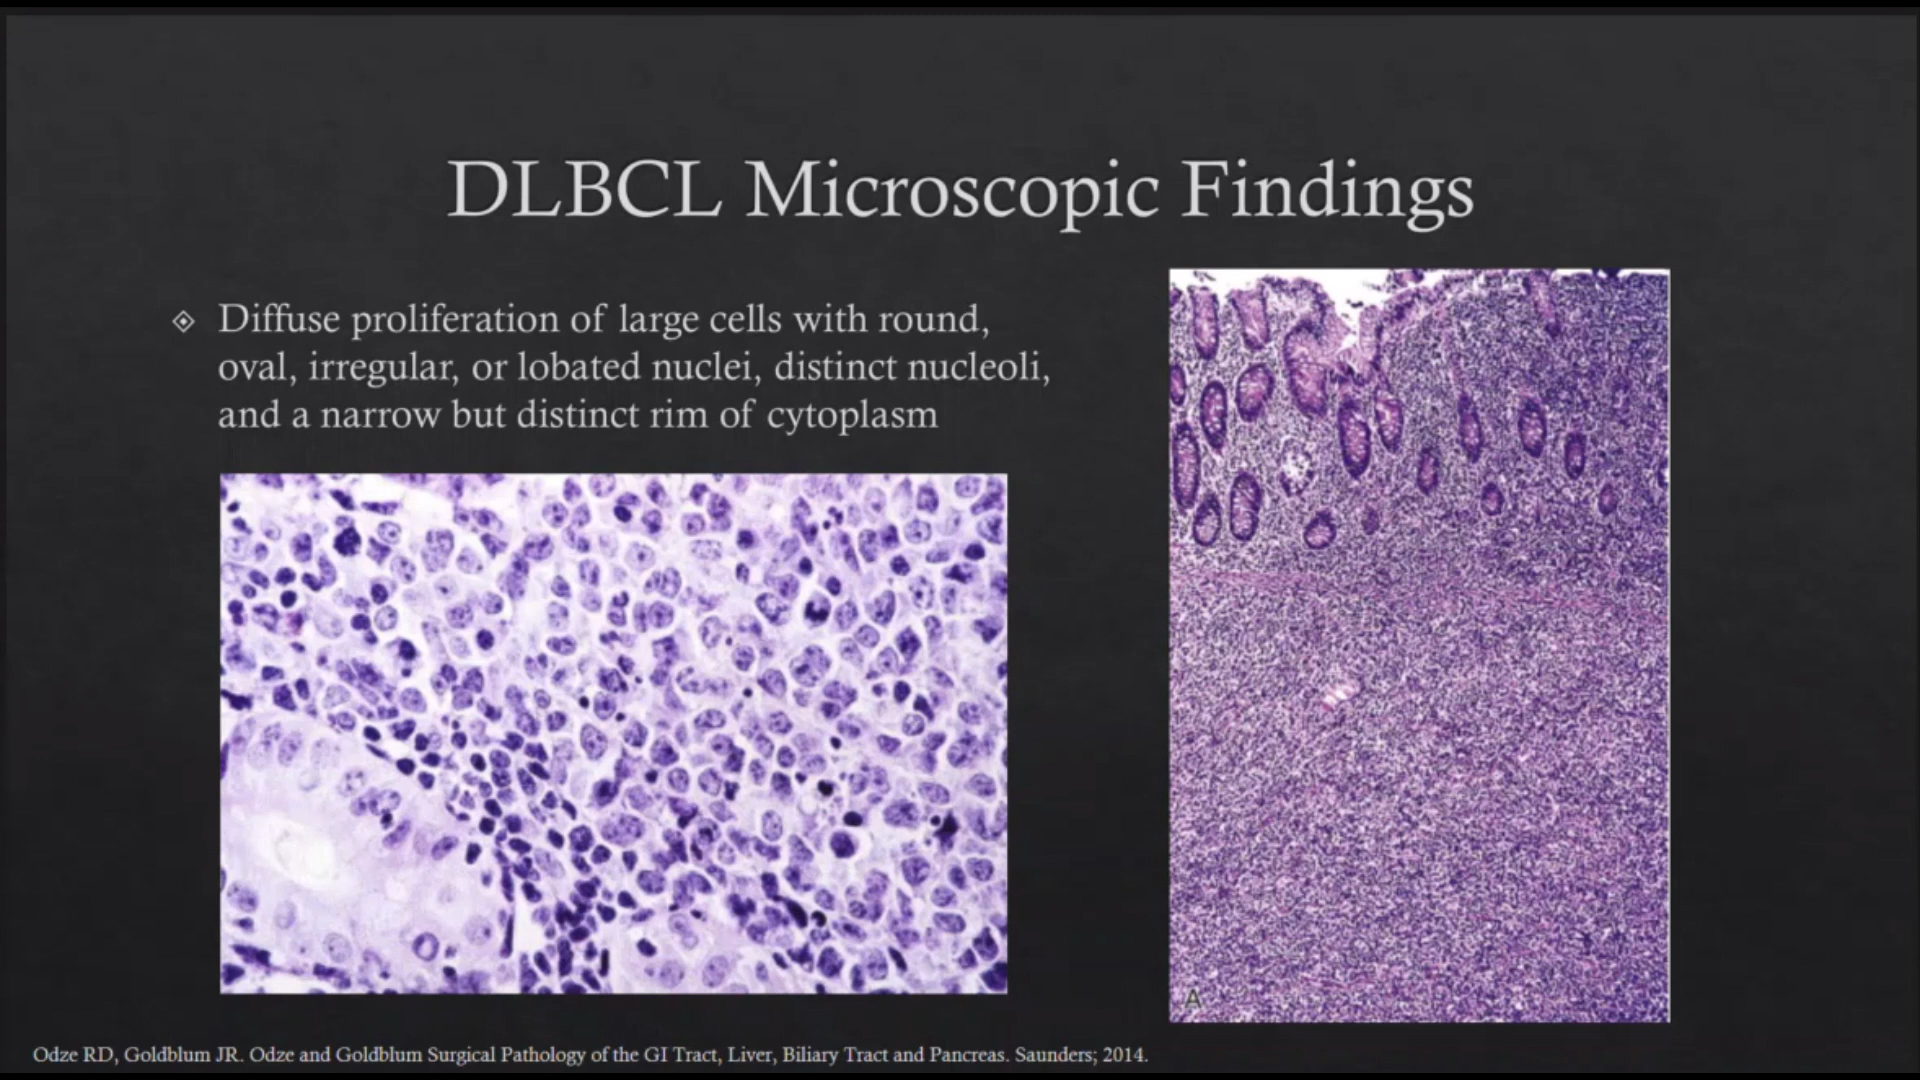 DLBCL Microscopic Findings
Diffuse proliferation of large cells with round,
oval, irregular, or lobated nuclei, distinct nucleoli,
and a narrow but distinct rim of cytoplasm
A
Odze RD, Goldblum JR. Odze and Goldblum Surgical Pathology of the GI Tract, Liver, Biliary Tract and Pancreas. Saunders; 2014.